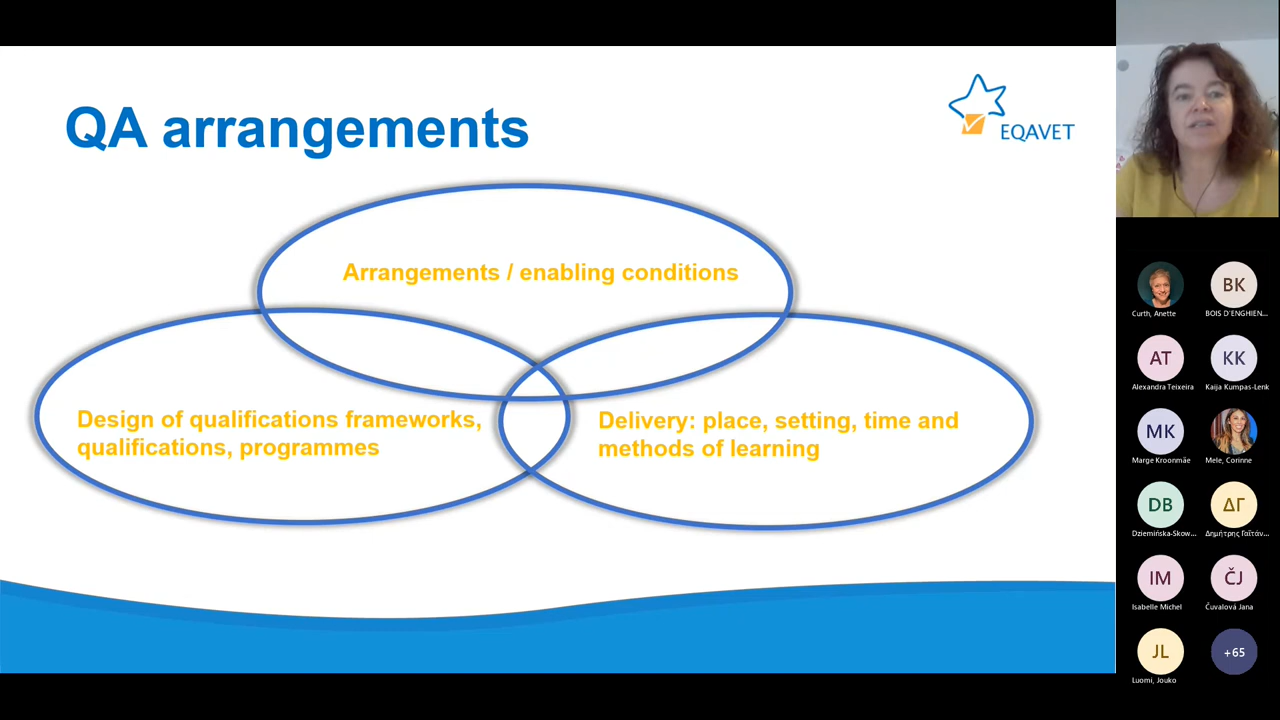 QA arrangements
EQAVET
Arrangements / enabling conditions
Design of qualifications frameworks,
qualifications, programmes
Delivery: place, setting, time and
methods of learning
Curth, Anette
BK
BOIS D'ENGHIEN...
AT
Alexandra Teixeira
KK
Kaija Kumpas-Lenk
MK
Marge Kroonmäe
Mele, Corinne
DB
Dziemińska-Skow...
ΔΓ
Δημήτρης Γαϊτάν...
IM
Isabelle Michel
ČJ
Čuvalová Jana
JL
Luomi, Jouko
+65